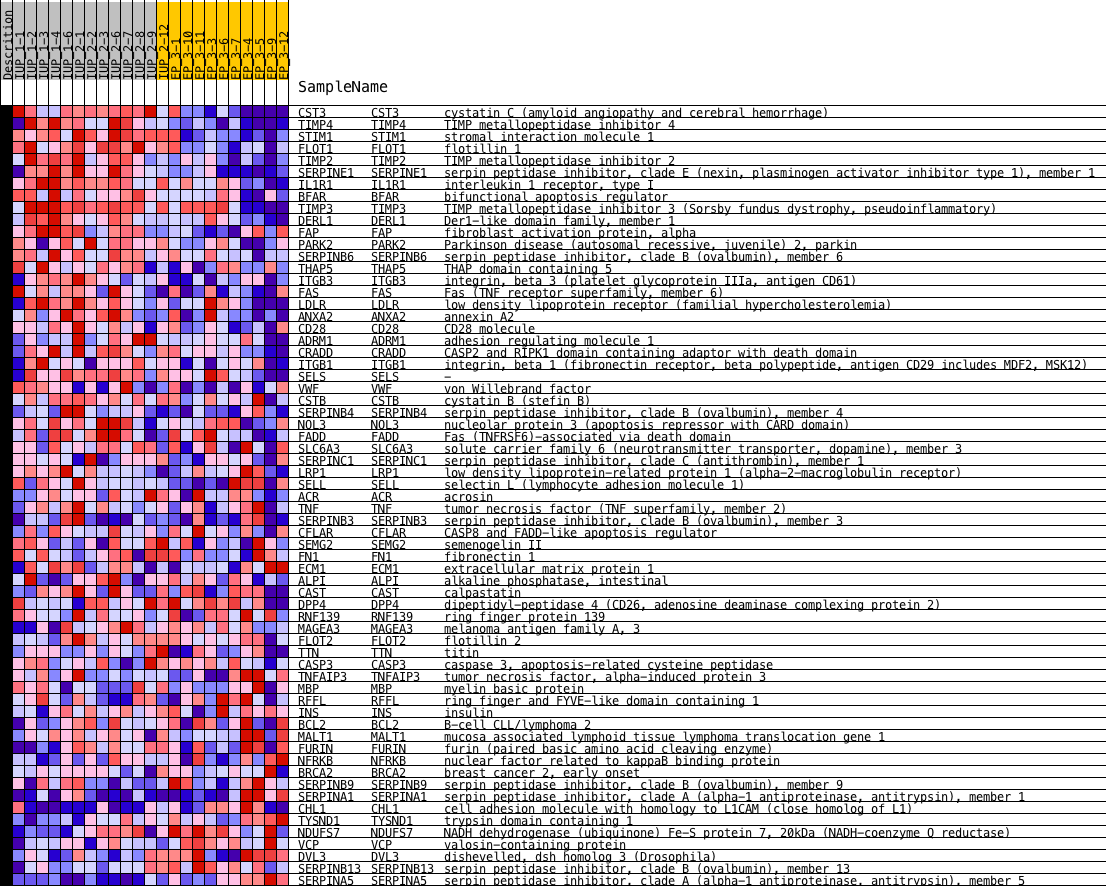 Descrition
IUP_1-1
IUP_1-2
IUP_1-3
IUP_1-4
IUP_1-6
IUP_2-1
IUP_2-2
IUP_2-3
IUP_2-6
IUP_2-7
IUP_2-8
IUP_2-9
IUP_2-12
EP_3-1
EP_3-10
EP_3-11
EP_3-3
EP_3-6
EP_3-7
EP_3-4
EP_3-5
EP_3-9
EP_3-12
SampleName
CST3 CST3 cystatin C (amyloid angiopathy and cerebral hemorrhage)
TIMP4 TIMP4 TIMP metallopeptidase inhibitor 4
STIM1 STIM1 stromal interaction molecule 1
FLOT1 FLOT1 flotillin 1
TIMP2 TIMP2 TIMP metallopeptidase inhibitor 2
SERPINE1 SERPINE1 serpin peptidase inhibitor, clade E (nexin, plasminogen activator inhibitor type 1), member 1
IL1R1 IL1R1 interleukin 1 receptor, type I
BFAR BFAR bifunctional apoptosis regulator
TIMP3 TIMP3 TIMP metallopeptidase inhibitor 3 (Sorsby fundus dystrophy, pseudoinflammatory)
DERL1 DERL1 Der1-like domain family, member 1
FAP FAP fibroblast activation protein, alpha
PARK2 PARK2 Parkinson disease (autosomal recessive, juvenile) 2, parkin
SERPINB6 SERPINB6 serpin peptidase inhibitor, clade B (ovalbumin), member 6
THAP5 THAP5 THAP domain containing 5
ITGB3 ITGB3 integrin, beta 3 (platelet glycoprotein IIIa, antigen CD61)
FAS FAS Fas (TNF receptor superfamily, member 6)
LDLR LDLR low density lipoprotein receptor (familial hypercholesterolemia)
ANXA2 ANXA2 annexin A2
CD28 CD28 CD28 molecule
ADRM1 ADRM1 adhesion regulating molecule 1
CRADD CRADD CASP2 and RIPK1 domain containing adaptor with death domain
ITGB1 ITGB1 integrin, beta 1 (fibronectin receptor, beta polypeptide, antigen CD29 includes MDF2, MSK12)
SELS SELS -
VWF VWF von Willebrand factor
CSTB CSTB cystatin B (stefin B)
SERPINB4 SERPINB4 serpin peptidase inhibitor, clade B (ovalbumin), member 4
NOL3 NOL3 nucleolar protein 3 (apoptosis repressor with CARD domain)
FADD FADD Fas (TNFRSF6)-associated via death domain
SLC6A3 SLC6A3 solute carrier family 6 (neurotransmitter transporter, dopamine), member 3
SERPINC1 SERPINC1 serpin peptidase inhibitor, clade C (antithrombin), member 1
LRP1 LRP1 low density lipoprotein-related protein 1 (alpha-2-macroglobulin receptor)
SELL SELL selectin L (lymphocyte adhesion molecule 1)
ACR ACR acrosin
TNF TNF tumor necrosis factor (TNF superfamily, member 2)
SERPINB3 SERPINB3 serpin peptidase inhibitor, clade B (ovalbumin), member 3
CFLAR CFLAR CASP8 and FADD-like apoptosis regulator
SEMG2 SEMG2 semenogelin II
FN1 FN1 fibronectin 1
ECM1 ECM1 extracellular matrix protein 1
ALPI ALPI alkaline phosphatase, intestinal
CAST CAST calpastatin
DPP4 DPP4 dipeptidyl-peptidase 4 (CD26, adenosine deaminase complexing protein 2)
RNF139 RNF139 ring finger protein 139
MAGEA3 MAGEA3 melanoma antigen family A, 3
FLOT2 FLOT2 flotillin 2
TTN TTN titin
CASP3 CASP3 caspase 3, apoptosis-related cysteine peptidase
TNFAIP3 TNFAIP3 tumor necrosis factor, alpha-induced protein 3
MBP MBP myelin basic protein
RFFL RFFL ring finger and FYVE-like domain containing 1
INS INS insulin
BCL2 BCL2 B-cell CLL/lymphoma 2
MALT1 MALT1 mucosa associated lymphoid tissue lymphoma translocation gene 1
FURIN FURIN furin (paired basic amino acid cleaving enzyme)
NFRKB NFRKB nuclear factor related to kappaB binding protein
BRCA2 BRCA2 breast cancer 2, early onset
SERPINB9 SERPINB9 serpin peptidase inhibitor, clade B (ovalbumin), member 9
SERPINA1 SERPINA1 serpin peptidase inhibitor, clade A (alpha-1 antiproteinase, antitrypsin), member 1
CHL1 CHL1 cell adhesion molecule with homology to L1CAM (close homolog of L1)
TYSND1 TYSND1 trypsin domain containing 1
NDUFS7 NDUFS7 NADH dehydrogenase (ubiquinone) Fe-S protein 7, 20kDa (NADH-coenzyme Q reductase)
VCP VCP valosin-containing protein
DVL3 DVL3 dishevelled, dsh homolog 3 (Drosophila)
SERPINB13 SERPINB13 serpin peptidase inhibitor, clade B (ovalbumin), member 13
SERPINA5 SERPINA5 serpin peptidase inhibitor, clade A (alpha-1 antiproteinase, antitrypsin), member 5